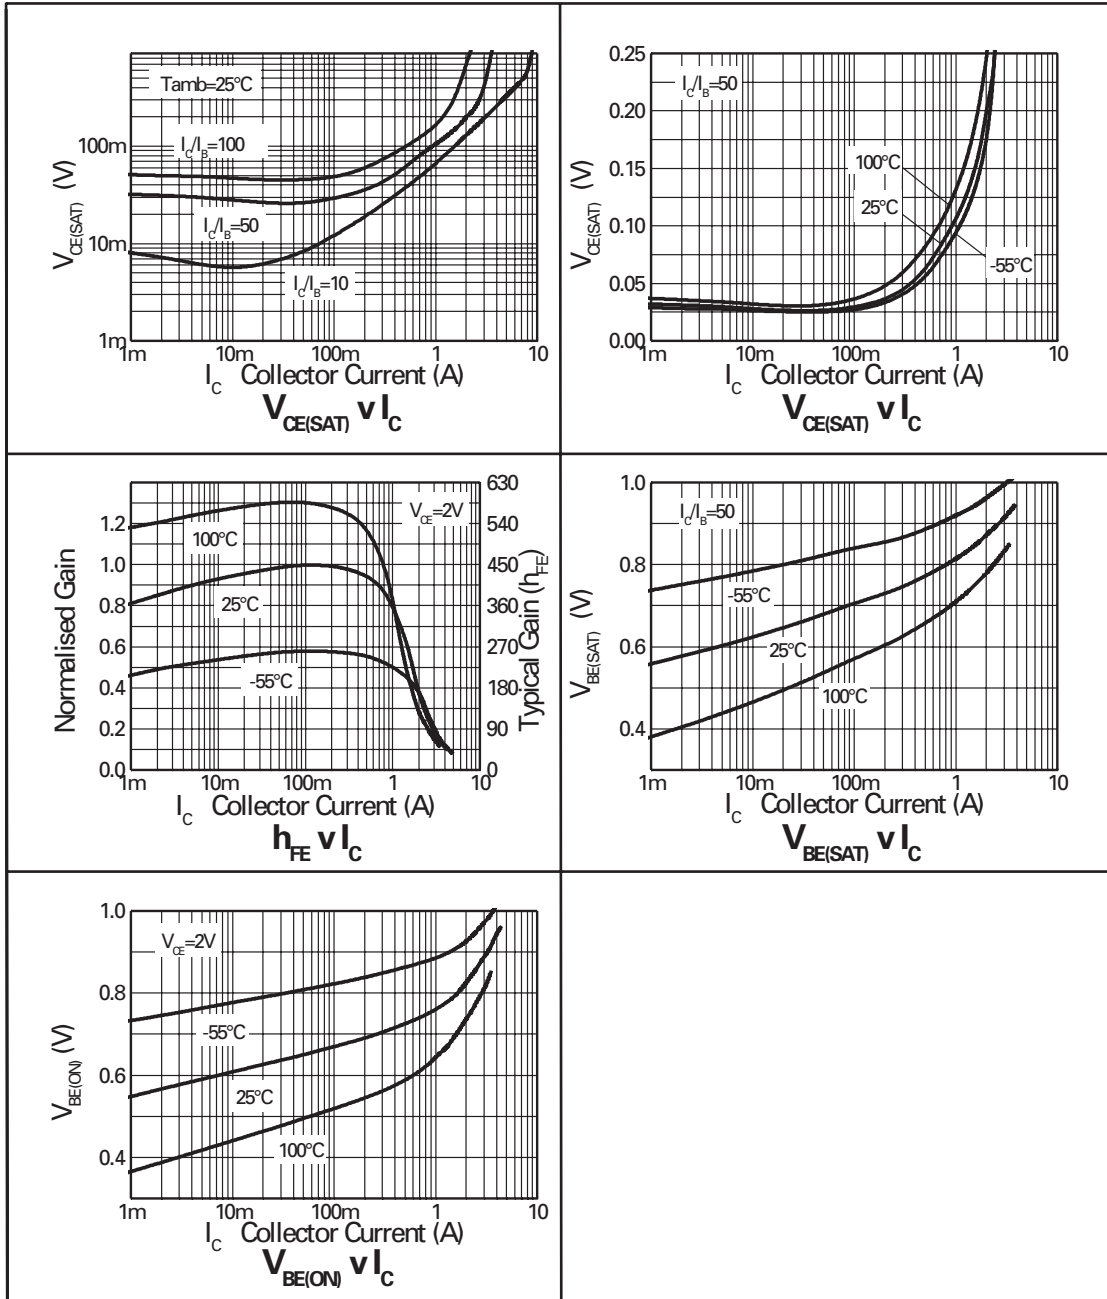 Tamb=25°C
I_C/I_B=100
I_C/I_B=50
I_C/I_B=10
100m
10m
1m
V_CE(SAT) (V)
1m 10m 100m 1 10
I_C Collector Current (A)
V_CE(SAT) v I_C
I_C/I_B=50
0.25
0.20
0.15
0.10
0.05
0.00
V_CE(SAT) (V)
100°C
25°C
-55°C
1m 10m 100m 1 10
I_C Collector Current (A)
V_CE(SAT) v I_C
V_CE=2V
1.2
1.0
0.8
0.6
0.4
0.2
0.0
Normalised Gain
100°C
25°C
-55°C
630
540
450
360
270
180
90
0
Typical Gain (h_FE)
1m 10m 100m 1 10
I_C Collector Current (A)
h_FE v I_C
I_C/I_B=50
1.0
0.8
0.6
0.4
V_BE(SAT) (V)
-55°C
25°C
100°C
1m 10m 100m 1 10
I_C Collector Current (A)
V_BE(SAT) v I_C
V_CE=2V
1.0
0.8
0.6
0.4
V_BE(ON) (V)
-55°C
25°C
100°C
1m 10m 100m 1 10
I_C Collector Current (A)
V_BE(ON) v I_C